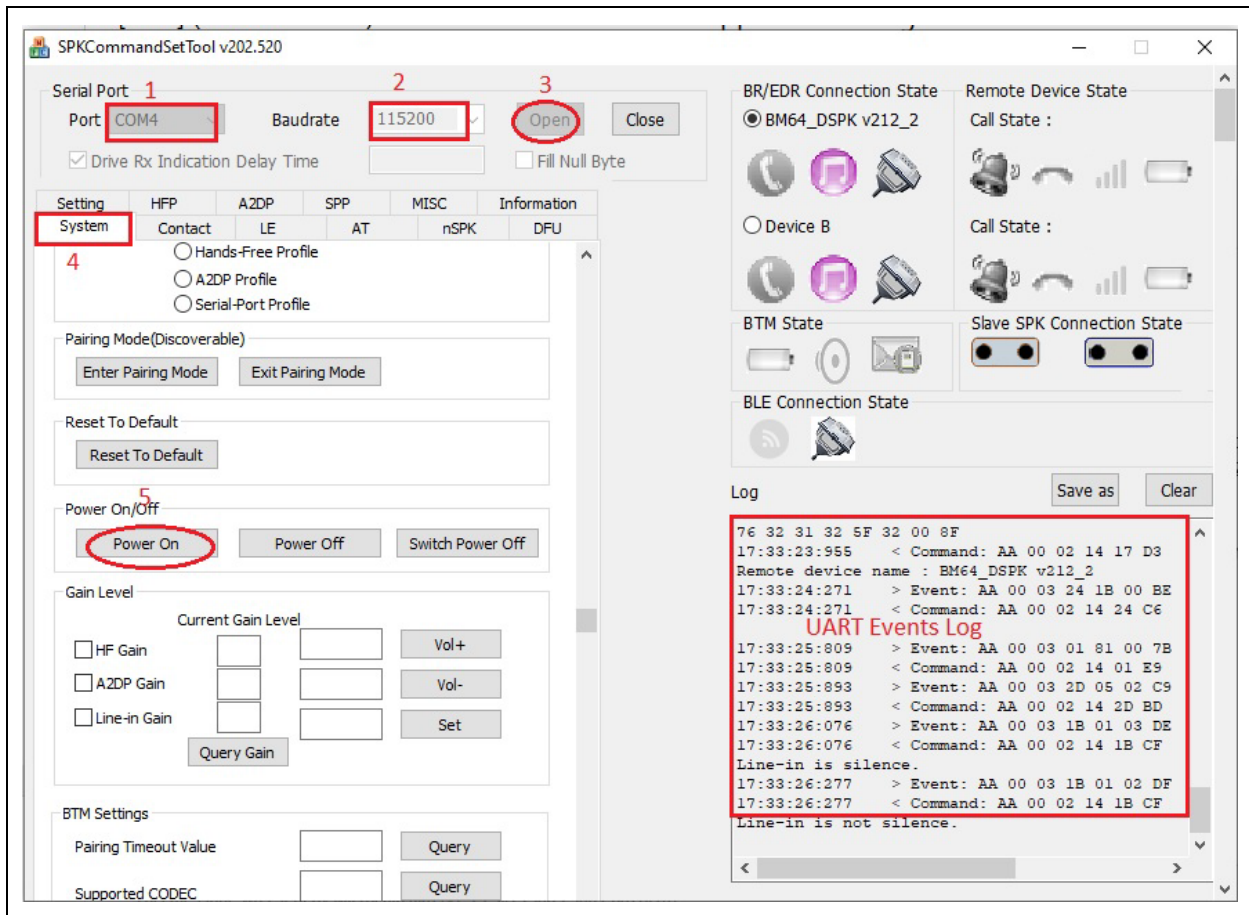 SPKCommandSetTool v202.520
Serial Port 1 2 3
Port COM4 Baudrate 115200 Open Close
Drive Rx Indication Delay Time Fill Null Byte
Setting HFP A2DP SPP MISC Information
System Contact LE AT nSPK DFU
4
Hands-Free Profile
A2DP Profile
Serial-Port Profile
Pairing Mode(Discoverable)
Enter Pairing Mode Exit Pairing Mode
Reset To Default
Reset To Default
5
Power On/Off
Power On Power Off Switch Power Off
Gain Level
Current Gain Level
HF Gain Vol+
A2DP Gain Vol-
Line-in Gain Set
Query Gain
BTM Settings
Pairing Timeout Value Query
Supported CODEC Query
BR/EDR Connection State Remote Device State
BM64_DSPK v212_2 Call State :
Device B Call State :
BTM State Slave SPK Connection State
BLE Connection State
Log Save as Clear
76 32 31 32 5F 32 00 8F
17:33:23:955 < Command: AA 00 02 14 17 D3
Remote device name : BM64_DSPK v212_2
17:33:24:271 > Event: AA 00 03 24 1B 00 BE
17:33:24:271 < Command: AA 00 02 14 24 C6
UART Events Log
17:33:25:809 > Event: AA 00 03 01 81 00 7B
17:33:25:809 < Command: AA 00 02 14 01 E9
17:33:25:893 > Event: AA 00 03 2D 05 02 C9
17:33:25:893 < Command: AA 00 02 14 2D BD
17:33:26:076 > Event: AA 00 03 1B 01 03 DE
17:33:26:076 < Command: AA 00 02 14 1B CF
Line-in is silence.
17:33:26:277 > Event: AA 00 03 1B 01 02 DF
17:33:26:277 < Command: AA 00 02 14 1B CF
Line-in is not silence.